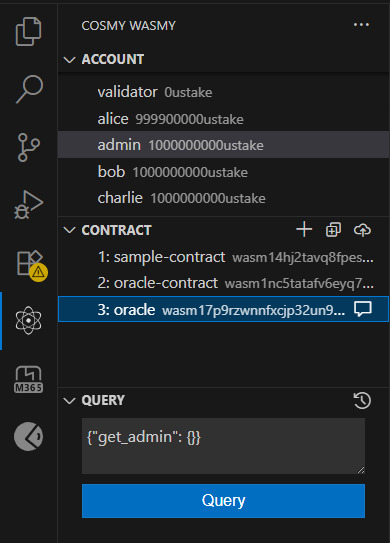 COSMY WASMY ...
ACCOUNT
validator 0ustake
alice 999900000ustake
admin 1000000000ustake
bob 1000000000ustake
charlie 1000000000ustake
CONTRACT
1: sample-contract wasm14hj2tavq8fpes...
2: oracle-contract wasm1nc5tatafv6eyq7...
3: oracle wasm17p9rzwnnfxcjp32un9...
M365
QUERY
{"get_admin": {}}
Query